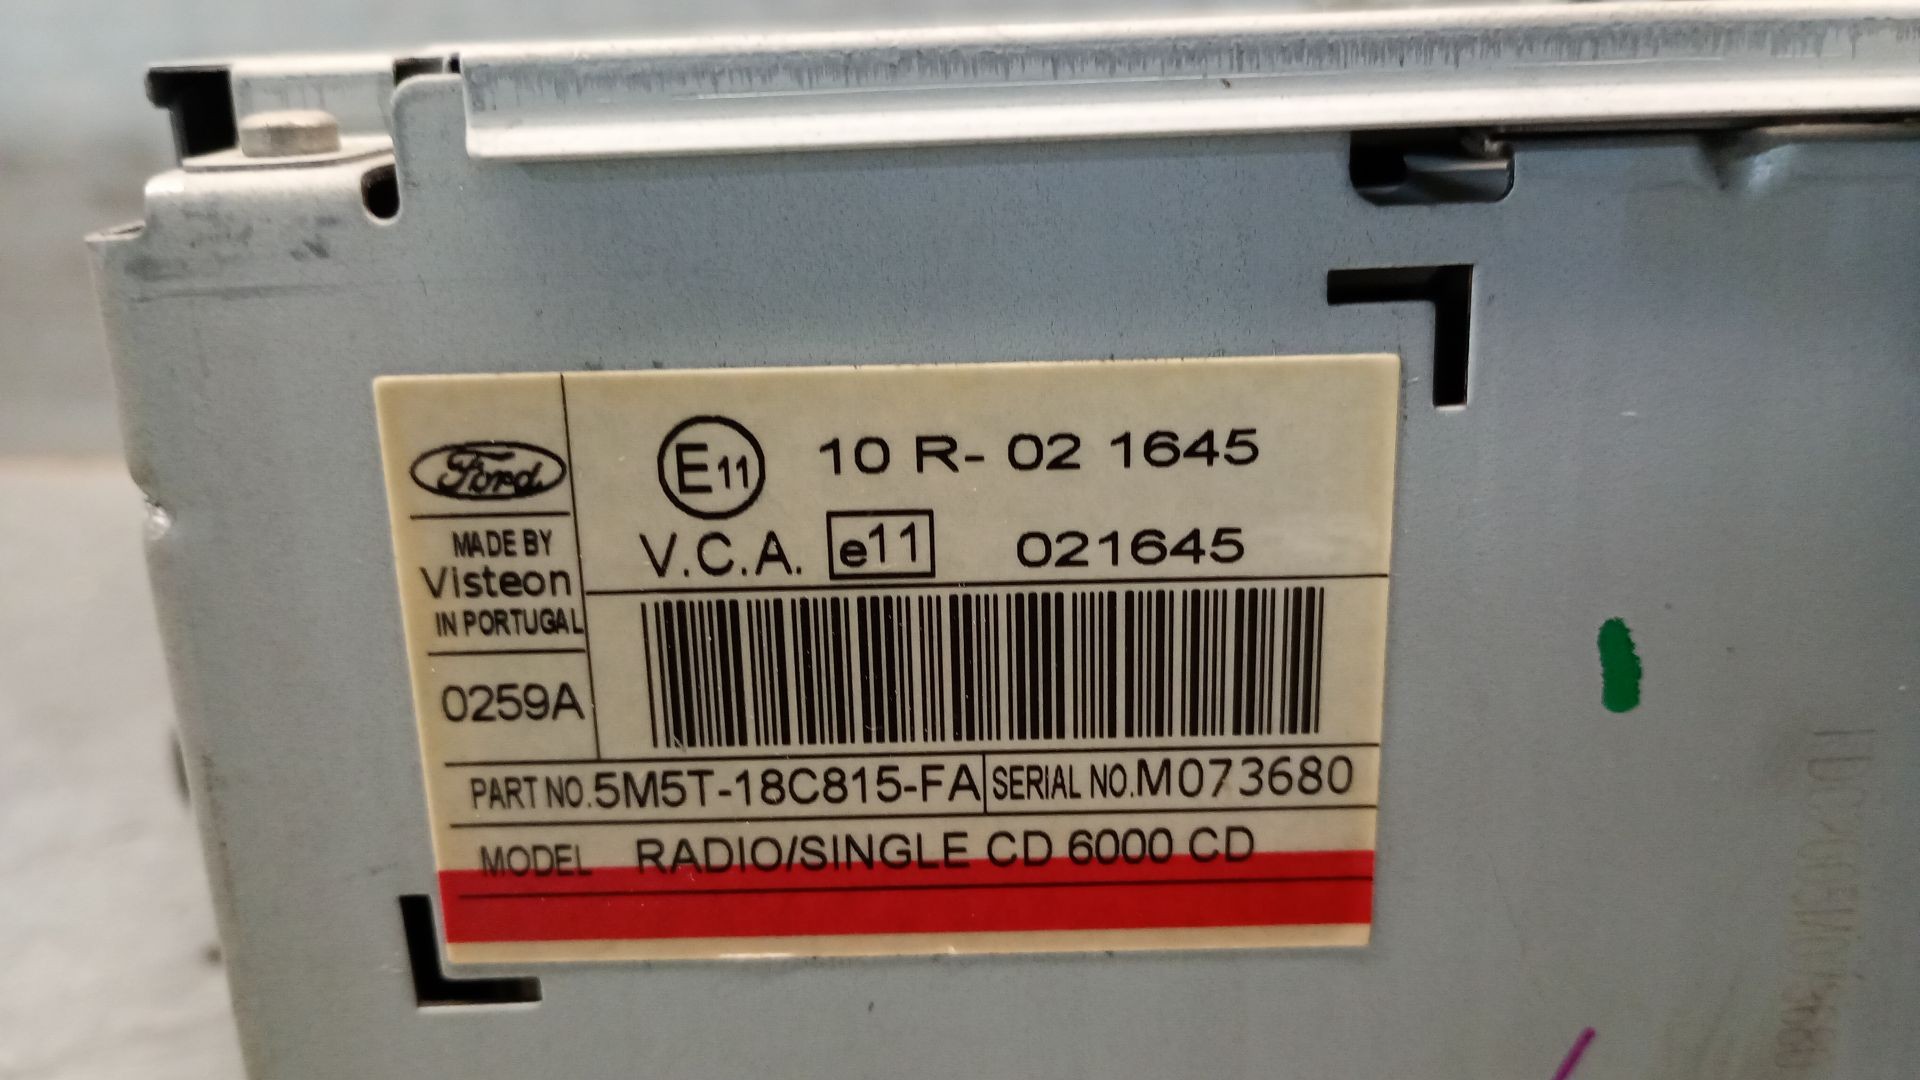 Ford
MADE BY
Visteon
IN PORTUGAL
0259A
E11 10 R- 02 1645
V.C.A. e11 021645
PART NO. 5M5T-18C815-FA SERIAL NO. M073680
MODEL RADIO/SINGLE CD 6000 CD